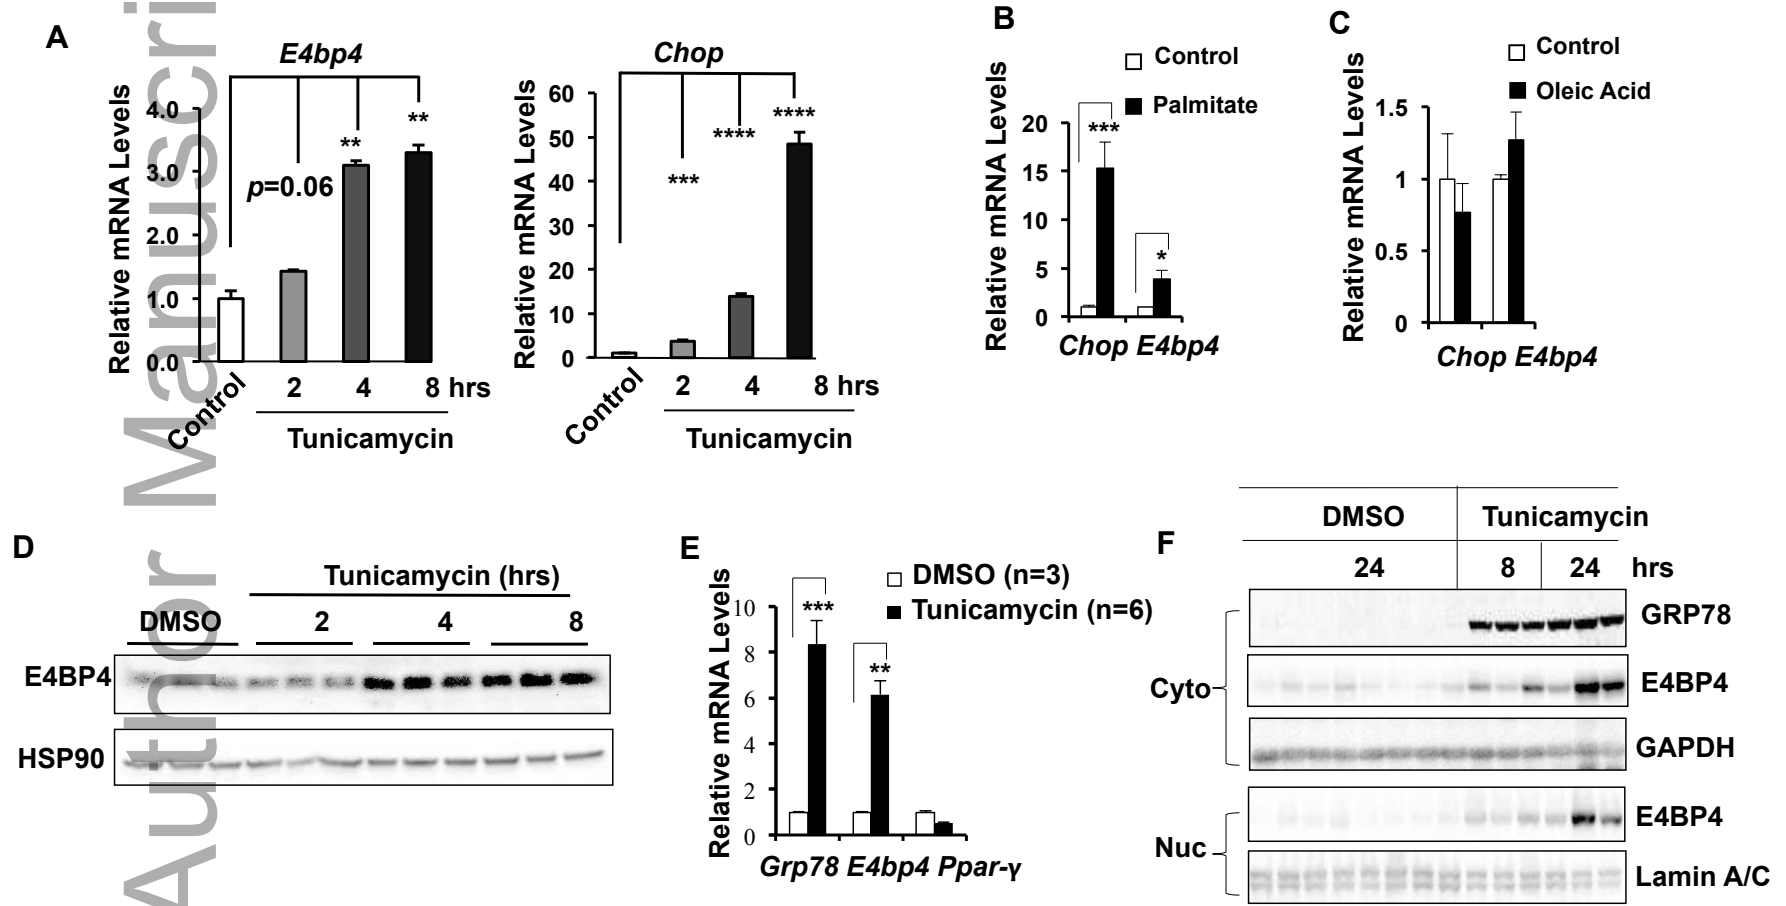 Author Manuscri
A
E4bp4
Relative mRNA Levels
4.0
3.0
2.0
1.0
0.0
p=0.06
**
**
Control
2
4
8 hrs
Tunicamycin
Chop
Relative mRNA Levels
60
50
40
30
20
10
0
***
****
****
Control
2
4
8 hrs
Tunicamycin
B
Control
Palmitate
Relative mRNA Levels
20
15
10
5
0
***
*
Chop E4bp4
C
Control
Oleic Acid
Relative mRNA Levels
1.5
1
0.5
0
Chop E4bp4
D
Tunicamycin (hrs)
DMSO 2 4 8
E4BP4
HSP90
E
DMSO (n=3)
Tunicamycin (n=6)
Relative mRNA Levels
10
8
6
4
2
0
***
**
Grp78 E4bp4 Ppar-γ
F
DMSO Tunicamycin
24 8 24 hrs
Cyto
GRP78
E4BP4
GAPDH
Nuc
E4BP4
Lamin A/C